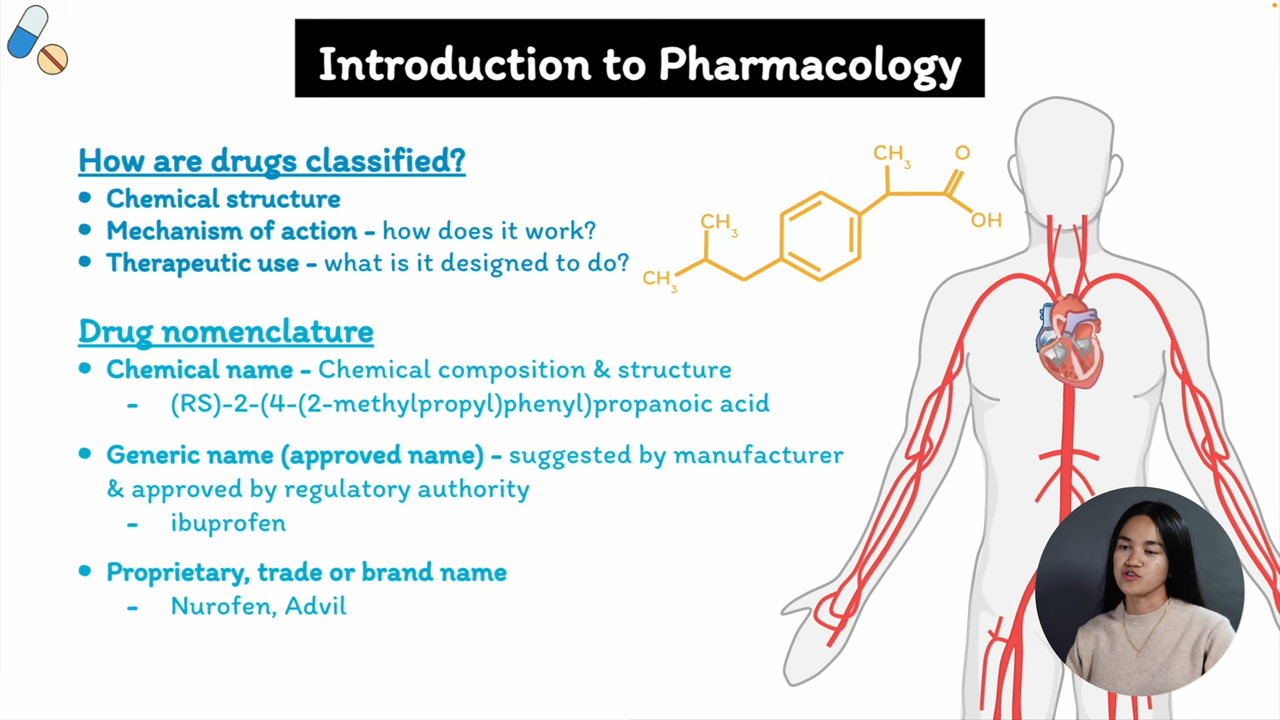 Introduction to Pharmacology
How are drugs classified?
• Chemical structure
• Mechanism of action - how does it work?
• Therapeutic use - what is it designed to do?
CH3
O
OH
CH3
CH3
Drug nomenclature
• Chemical name - Chemical composition & structure
- (RS)-2-(4-(2-methylpropyl)phenyl)propanoic acid
• Generic name (approved name) - suggested by manufacturer
& approved by regulatory authority
- ibuprofen
• Proprietary, trade or brand name
- Nurofen, Advil